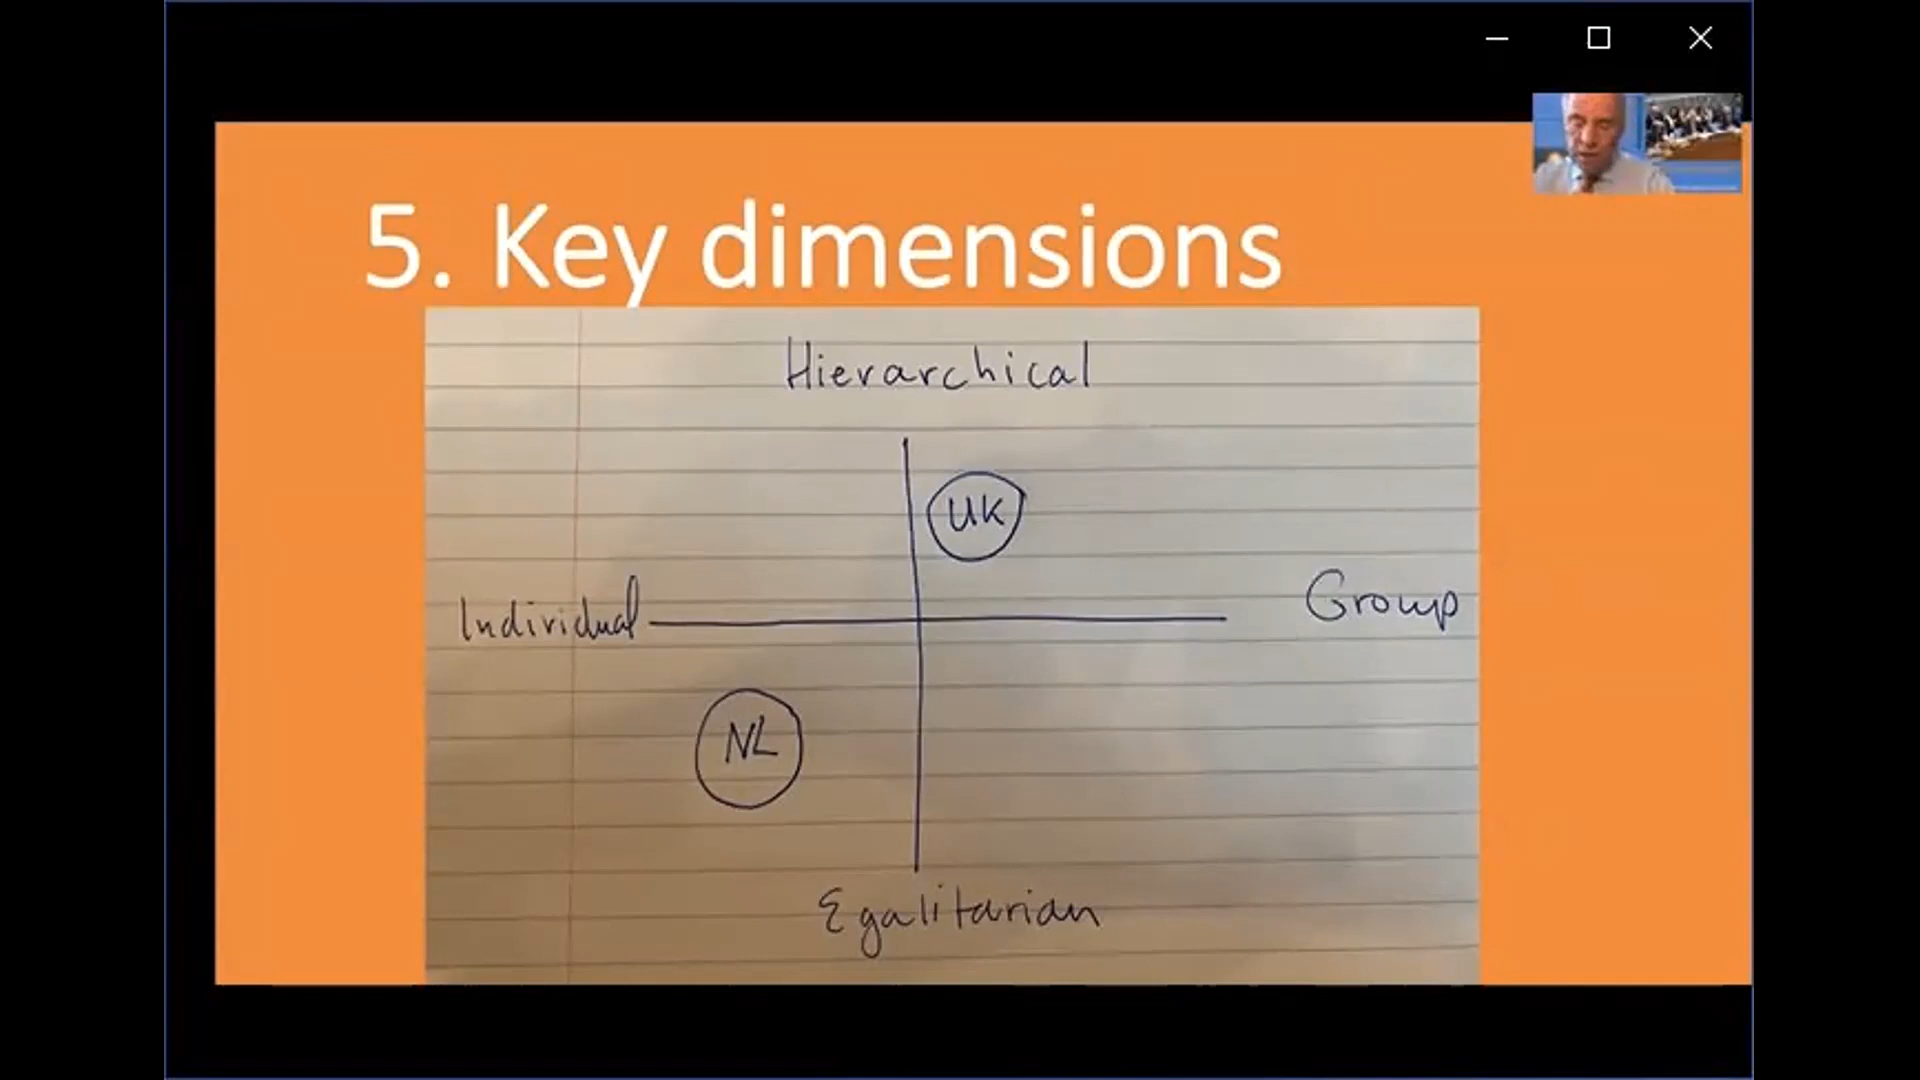 5. Key dimensions
Hierarchical
UK
Individual
Group
NL
Egalitarian